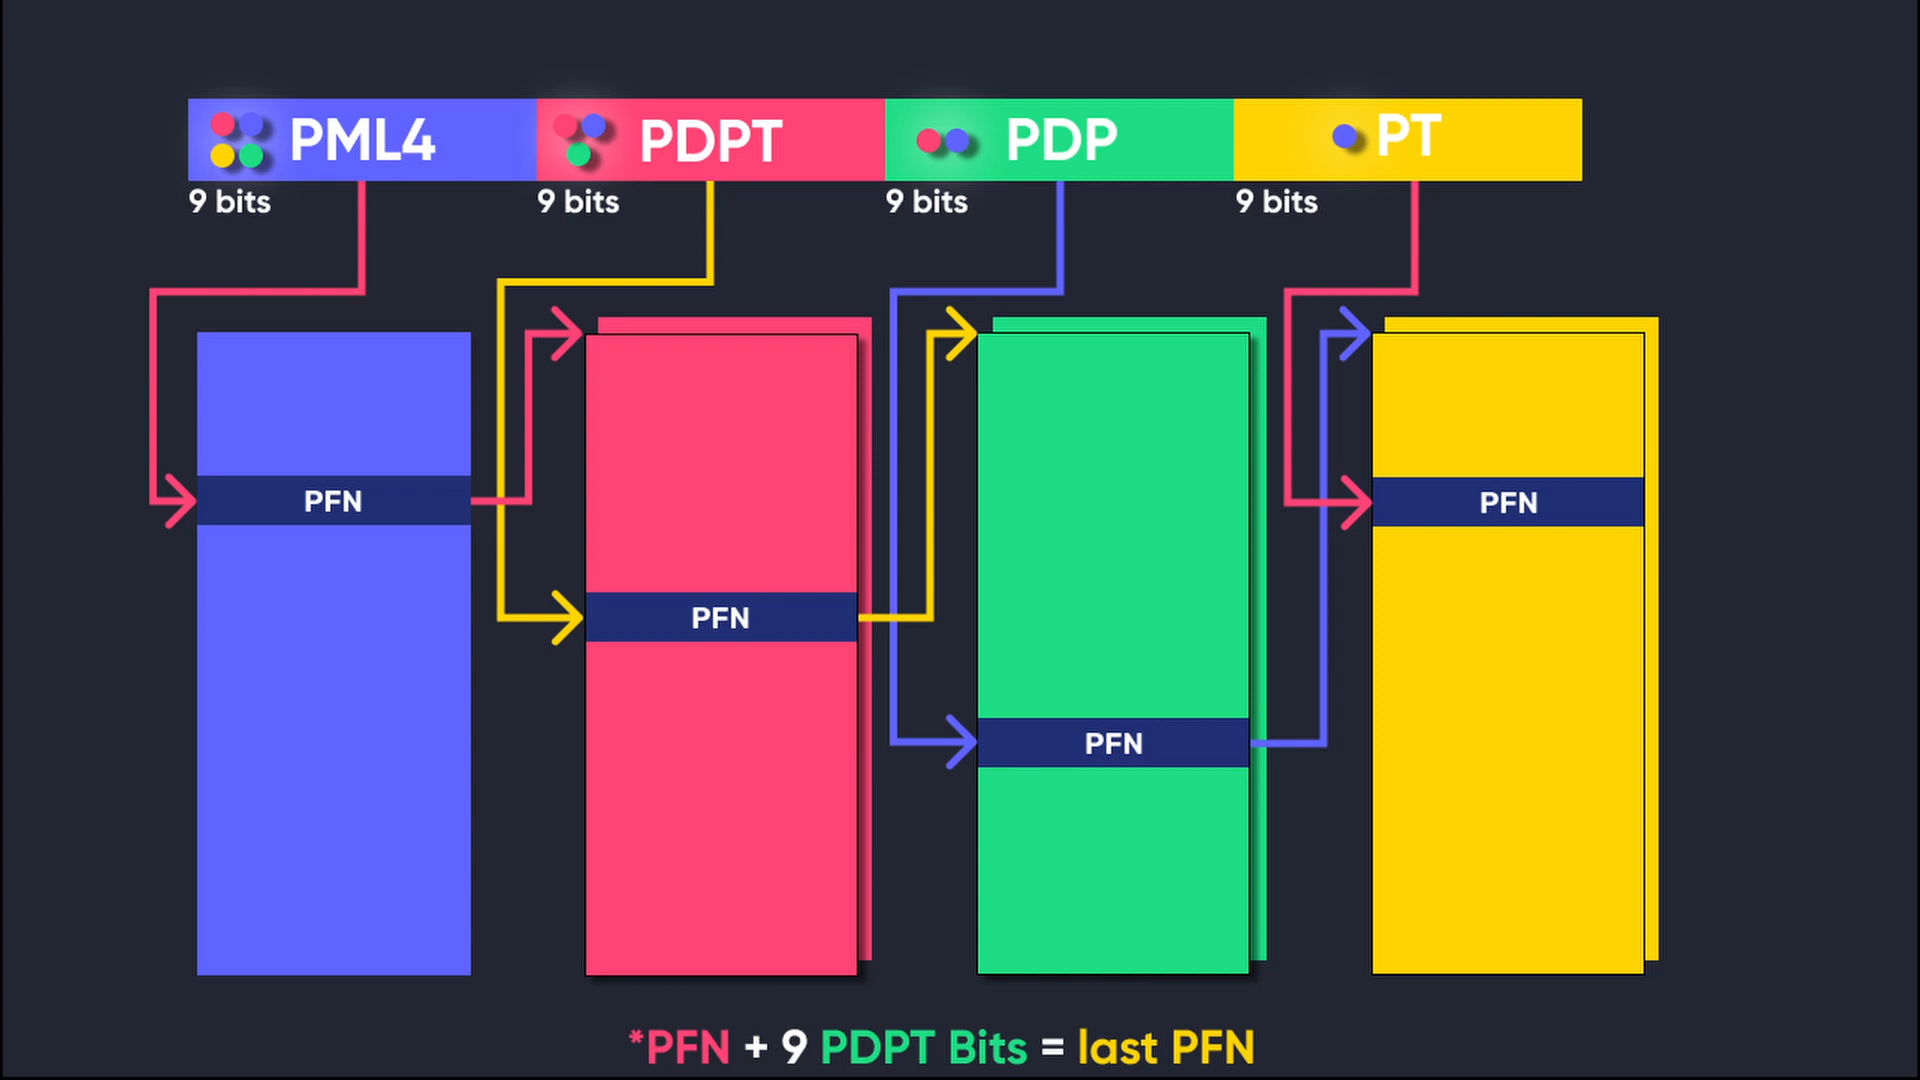 PML4 PDPT PDP PT
9 bits 9 bits 9 bits 9 bits
PFN
PFN
PFN
PFN
*PFN + 9 PDPT Bits = last PFN